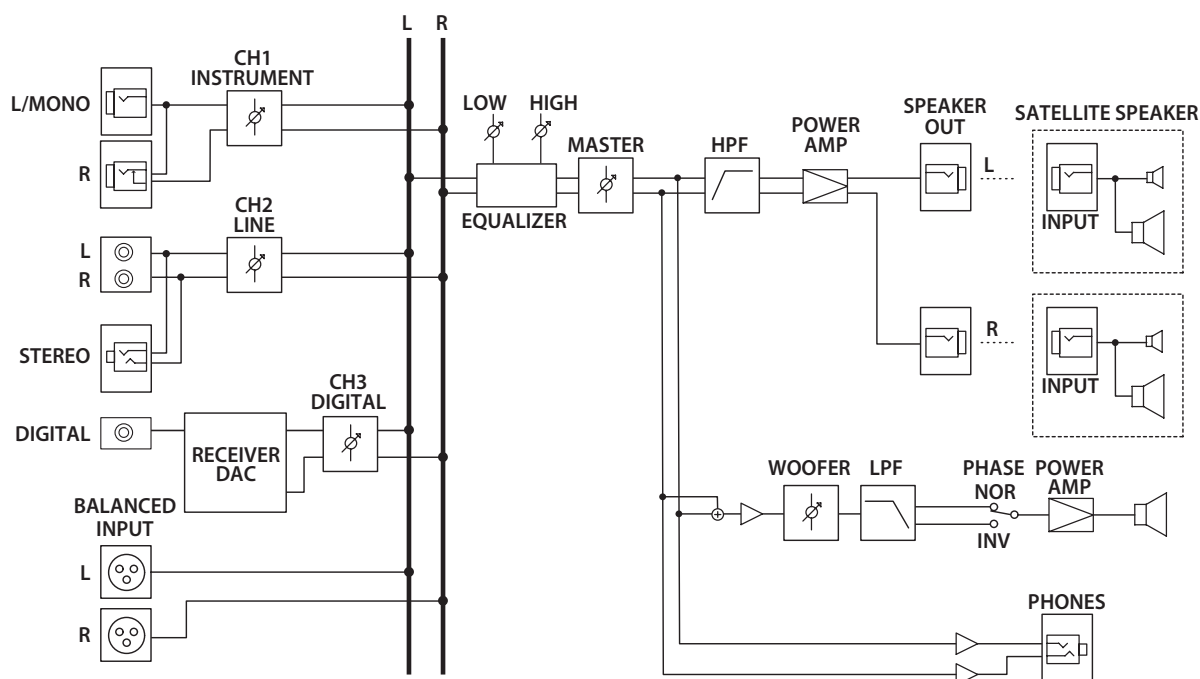 L R
CH1
INSTRUMENT
L/MONO
R
CH2
LINE
L
R
STEREO
CH3
DIGITAL
DIGITAL
RECEIVER
DAC
BALANCED
INPUT
L
R
LOW HIGH
EQUALIZER
MASTER
HPF
POWER
AMP
SPEAKER
OUT
L
R
SATELLITE SPEAKER
INPUT
INPUT
WOOFER
LPF
PHASE
NOR
INV
POWER
AMP
PHONES